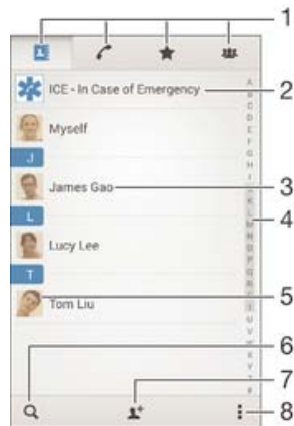 1
ICE - In Case of Emergency
2
Myself
J
James Gao
3
L
Lucy Lee
4
T
Tom Liu
5
A
B
C
D
E
F
G
H
I
K
L
M
N
O
P
Q
R
T
U
V
W
#
6
7
8